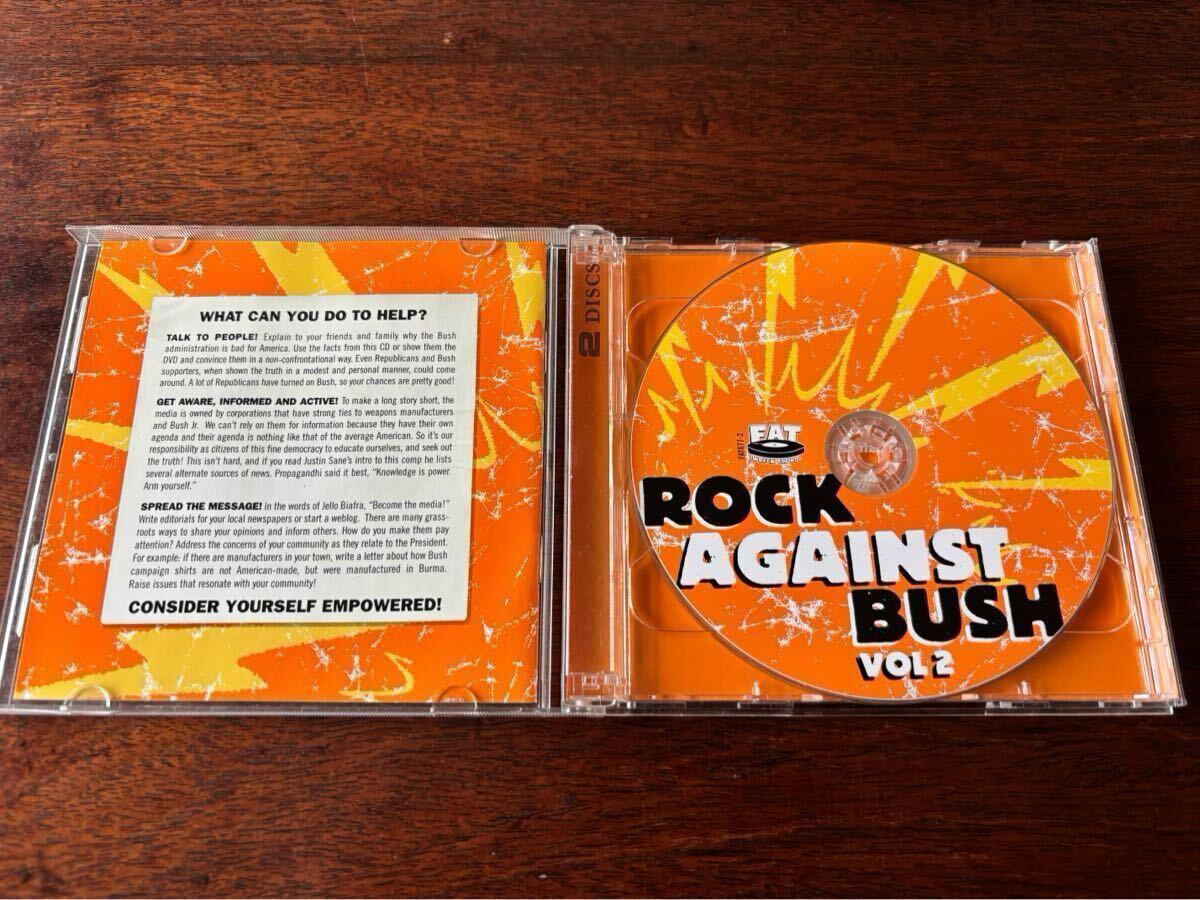 WHAT CAN YOU DO TO HELP?
TALK TO PEOPLE! Explain to your friends and family why the Bush
administration is bad for America. Use the facts from this CD or show them the
DVD and convince them in a non-confrontational way. Even Republicans and Bush
supporters, when shown the truth in a modest and personal manner, could come
around. A lot of Republicans have turned on Bush, so your chances are pretty good!
GET AWARE, INFORMED AND ACTIVE! To make a long story short, the
media is owned by corporations that have strong ties to weapons manufacturers
and Bush Jr. We can't rely on them for information because they have their own
agenda and their agenda is nothing like that of the average American. So it's our
responsibility as citizens of this fine democracy to educate ourselves, and seek out
the truth! This isn't hard, and if you read Justin Sane's intro to this comp he lists
several alternate sources of news. Propagandhi said it best, "Knowledge is power.
Arm yourself."
SPREAD THE MESSAGE! In the words of Jello Biafra, "Become the media!"
Write editorials for your local newspapers or start a weblog. There are many grass-
roots ways to share your opinions and inform others. How do you make them pay
attention? Address the concerns of your community as they relate to the President.
For example: if there are manufacturers in your town, write a letter about how Bush
campaign shirts are not American-made, but were manufactured in Burma.
Raise issues that resonate with your community!
CONSIDER YOURSELF EMPOWERED!
2 DISCS
FAT677-2
FAT
ROCK
AGAINST
BUSH
VOL 2